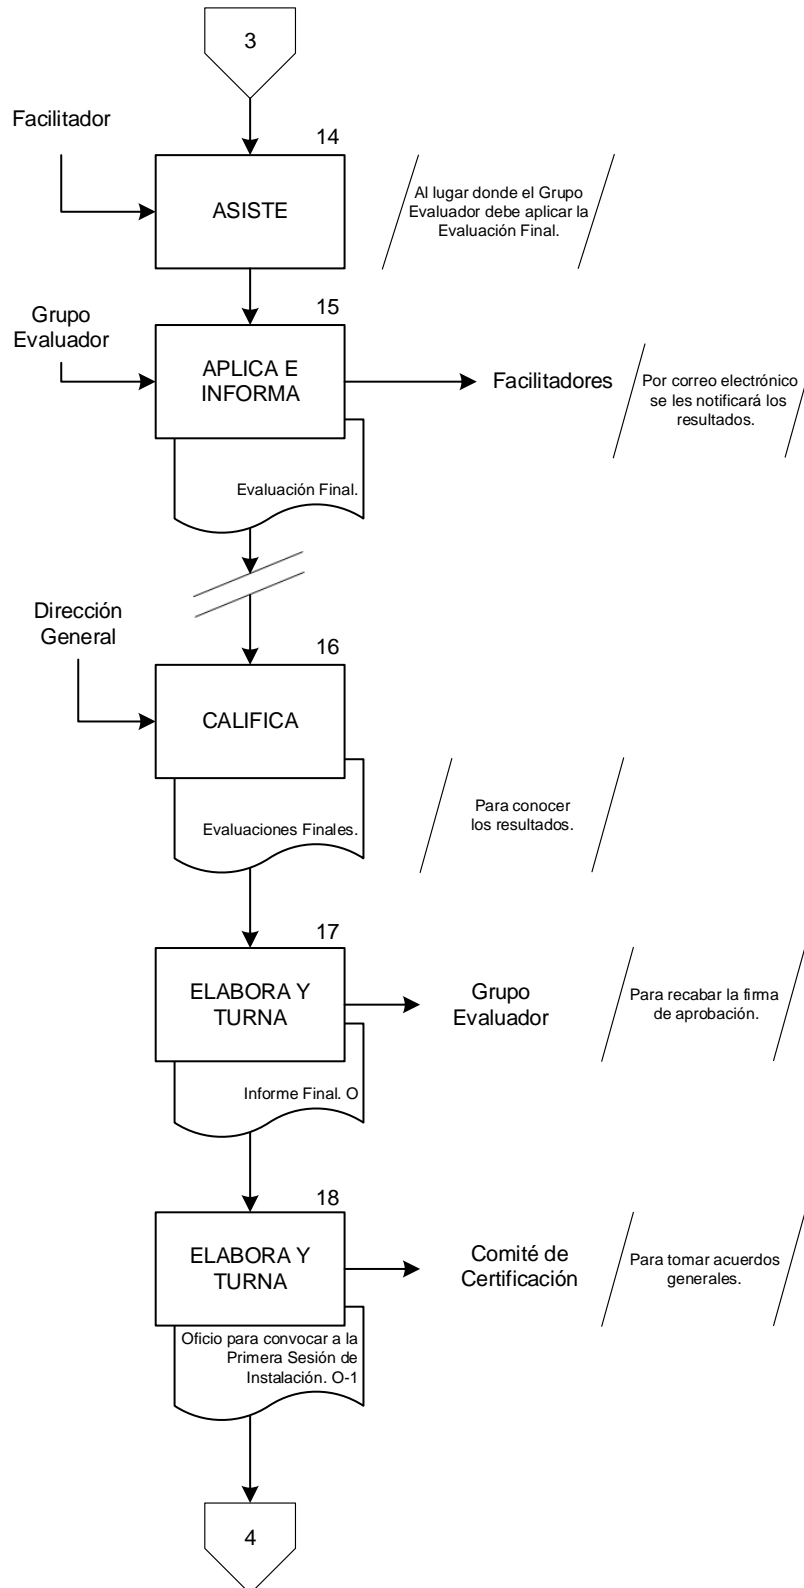 3
Facilitador
14
ASISTE
Al lugar donde el Grupo
Evaluador debe aplicar la
Evaluación Final.
15
Grupo
Evaluador
APLICA E
INFORMA
Facilitadores
Por correo electrónico
se les notificará los
resultados.
Evaluación Final.
Dirección
General
16
CALIFICA
Evaluaciones Finales.
Para conocer
los resultados.
17
ELABORA Y
TURNA
Grupo
Evaluador
Para recabar la firma
de aprobación.
Informe Final. O
18
ELABORA Y
TURNA
Comité de
Certificación
Para tomar acuerdos
generales.
Oficio para convocar a la
Primera Sesión de
Instalación. O-1
4